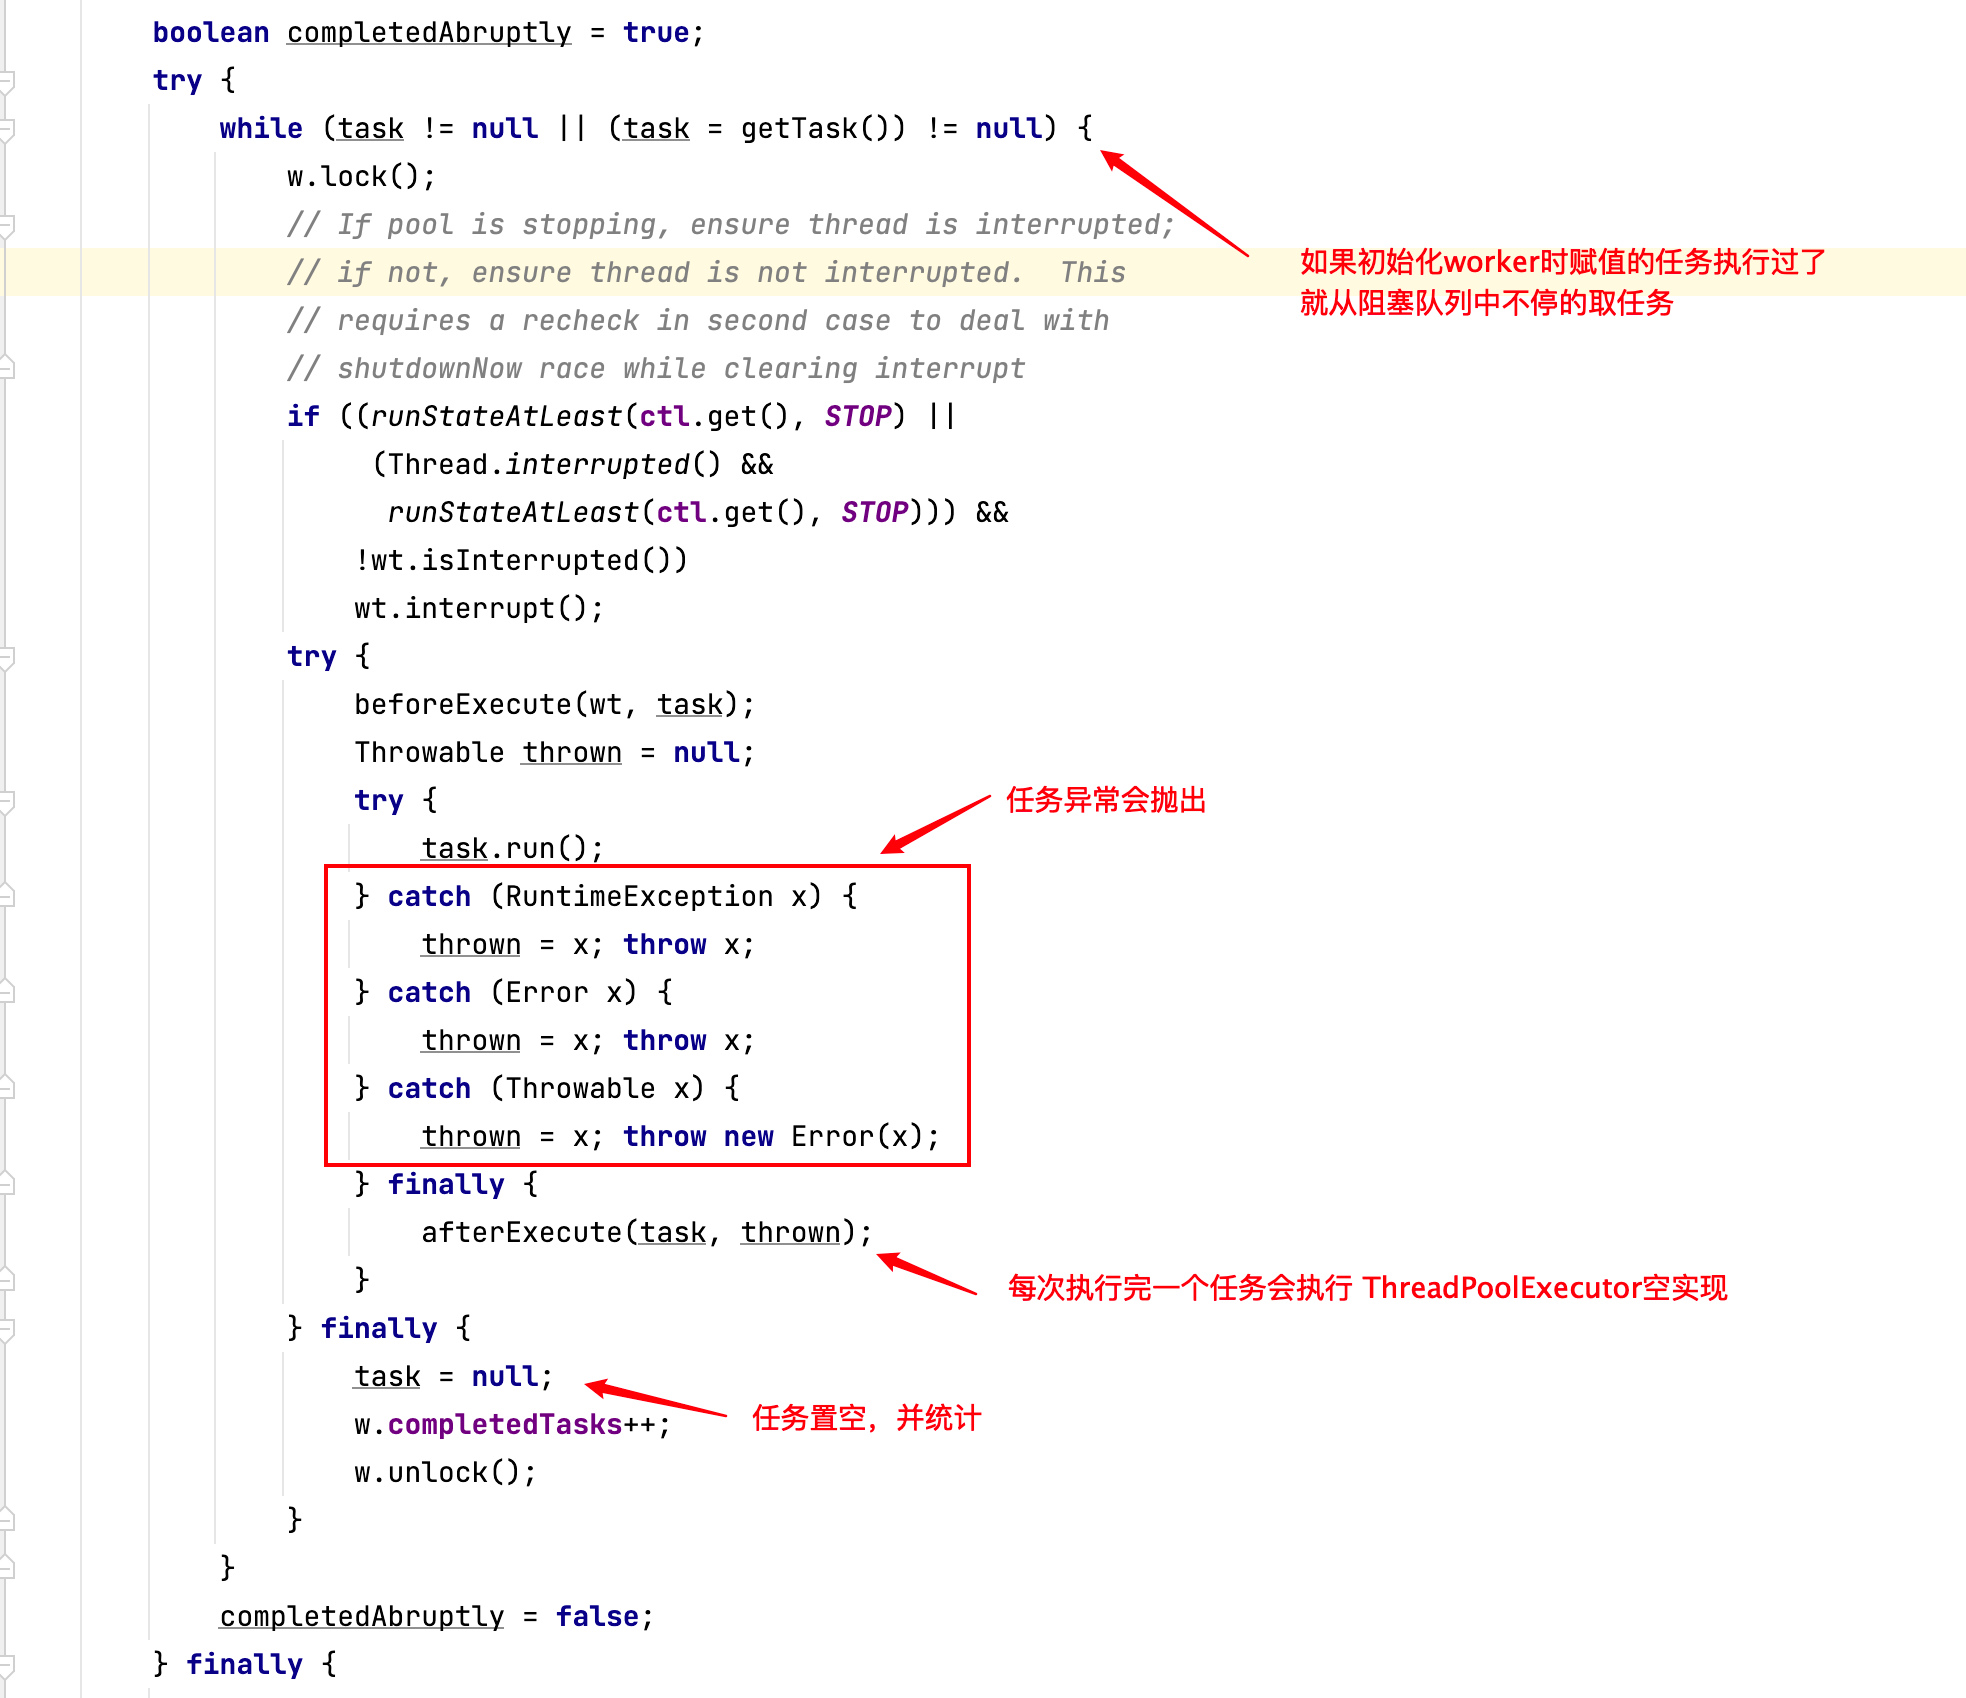 boolean completedAbruptly = true;
try {
while (task != null || (task = getTask()) != null) {
w.lock();
// If pool is stopping, ensure thread is interrupted;
// if not, ensure thread is not interrupted.  This
如果初始化worker时赋值的任务执行过了
就从阻塞队列中不停的取任务
// requires a recheck in second case to deal with
// shutdownNow race while clearing interrupt
if ((runStateAtLeast(ctl.get(), STOP) ||
(Thread.interrupted() &&
runStateAtLeast(ctl.get(), STOP))) &&
!wt.isInterrupted())
wt.interrupt();
try {
beforeExecute(wt, task);
Throwable thrown = null;
try {
任务异常会抛出
task.run();
} catch (RuntimeException x) {
thrown = x; throw x;
} catch (Error x) {
thrown = x; throw x;
} catch (Throwable x) {
thrown = x; throw new Error(x);
} finally {
afterExecute(task, thrown);
每次执行完一个任务会执行 ThreadPoolExecutor空实现
}
} finally {
task = null;
任务置空，并统计
w.completedTasks++;
w.unlock();
}
}
completedAbruptly = false;
} finally {